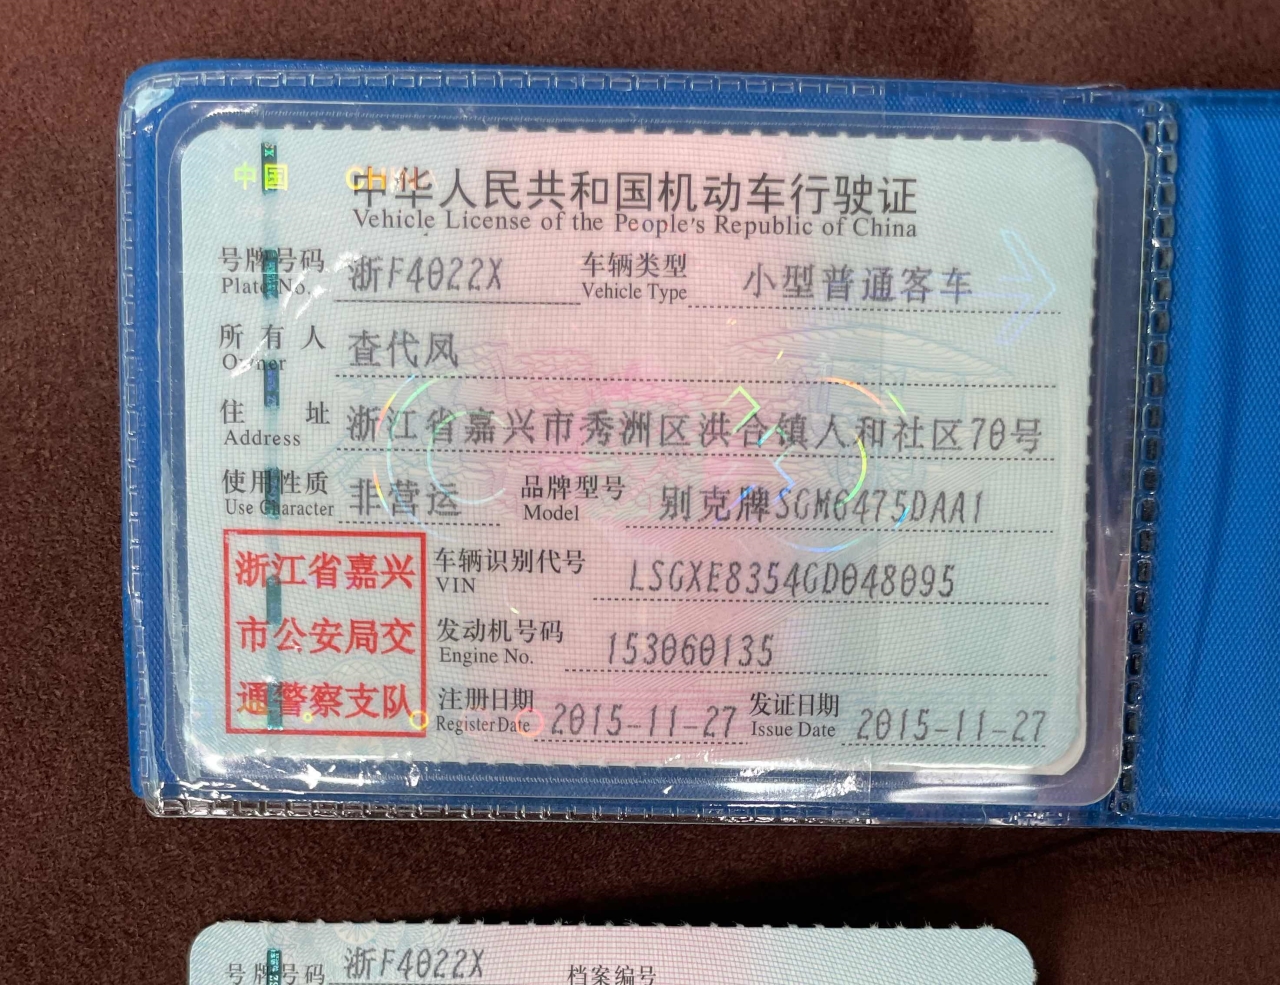 中国 CHINA
中华人民共和国机动车行驶证
Vehicle License of the People's Republic of China
号牌号码 浙F4022X 车辆类型 小型普通客车
Plate No. Vehicle Type
所有人 查代凤
Owner
住址 浙江省嘉兴市秀洲区洪合镇人和社区70号
Address
使用性质 非营运 品牌型号 别克牌SGM6475DAA1
Use Character Model
浙江省嘉兴
市公安局交
通警察支队
车辆识别代号 LSGXE8354GD048095
VIN
发动机号码 153060135
Engine No.
注册日期 2015-11-27 发证日期 2015-11-27
Register Date Issue Date
号牌号码 浙F4022X 档案编号